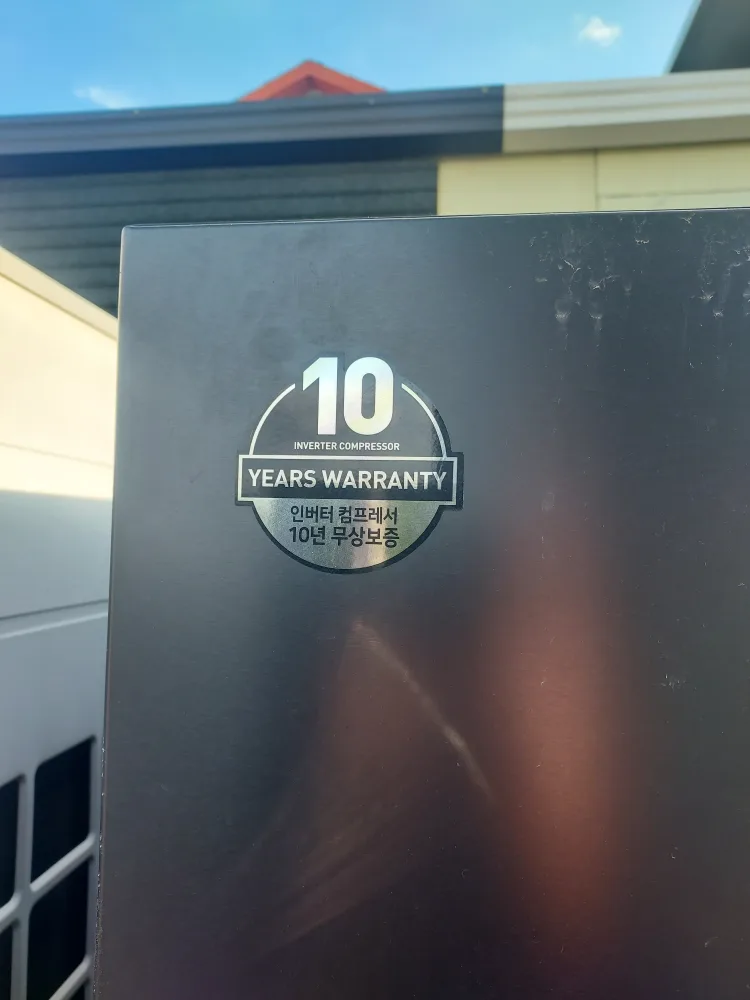 10
INVERTER COMPRESSOR
YEARS WARRANTY
인버터 컴프레서
10년 무상보증